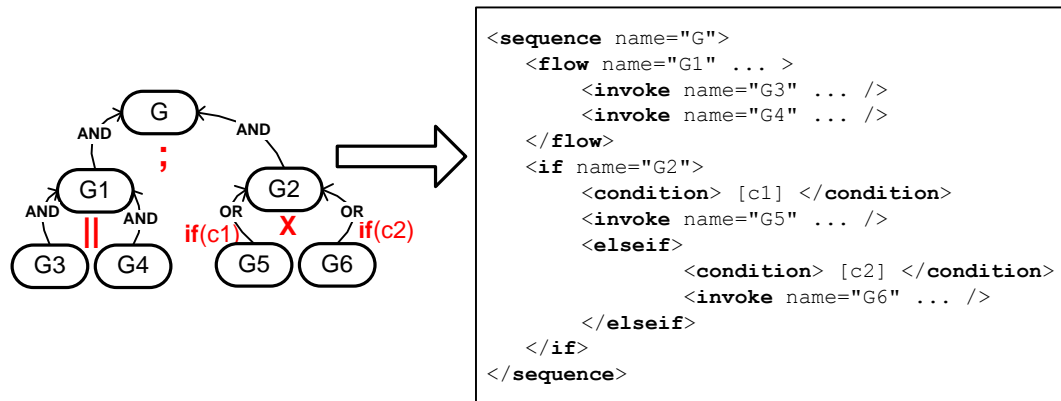 G
AND
AND
;
G1
G2
AND
AND
OR
OR
||
X
if(c1)
if(c2)
G3
G4
G5
G6
<sequence name="G">
<flow name="G1" ... >
<invoke name="G3" ... />
<invoke name="G4" ... />
</flow>
<if name="G2">
<condition> [c1] </condition>
<invoke name="G5" ... />
<elseif>
<condition> [c2] </condition>
<invoke name="G6" ... />
</elseif>
</if>
</sequence>